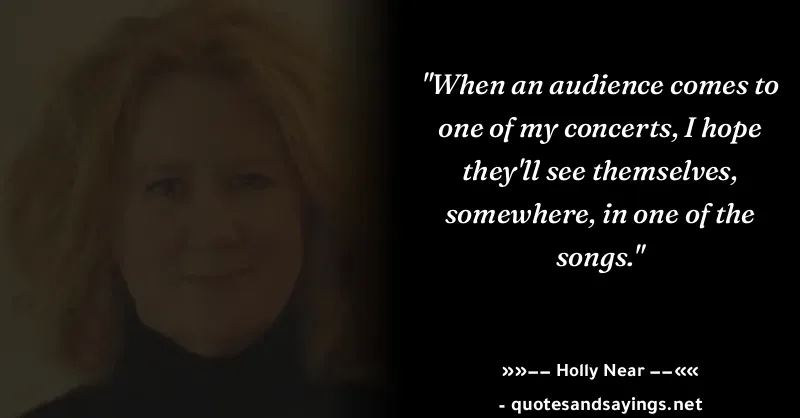 "When an audience comes to
one of my concerts, I hope
they'll see themselves,
somewhere, in one of the
songs."
»»–– Holly Near ––««
- quotesandsayings.net